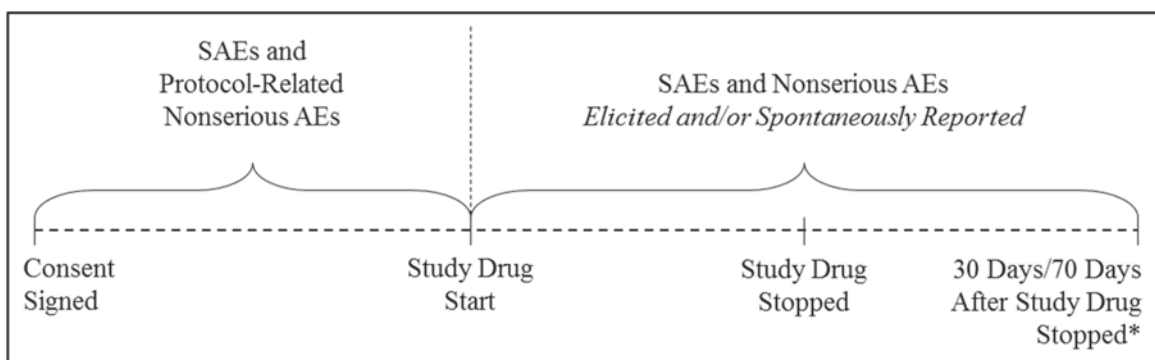 SAEs and
Protocol-Related
Nonserious AEs
SAEs and Nonserious AEs
Elicited and/or Spontaneously Reported
Consent
Signed
Study Drug
Start
Study Drug
Stopped
30 Days/70 Days
After Study Drug
Stopped*